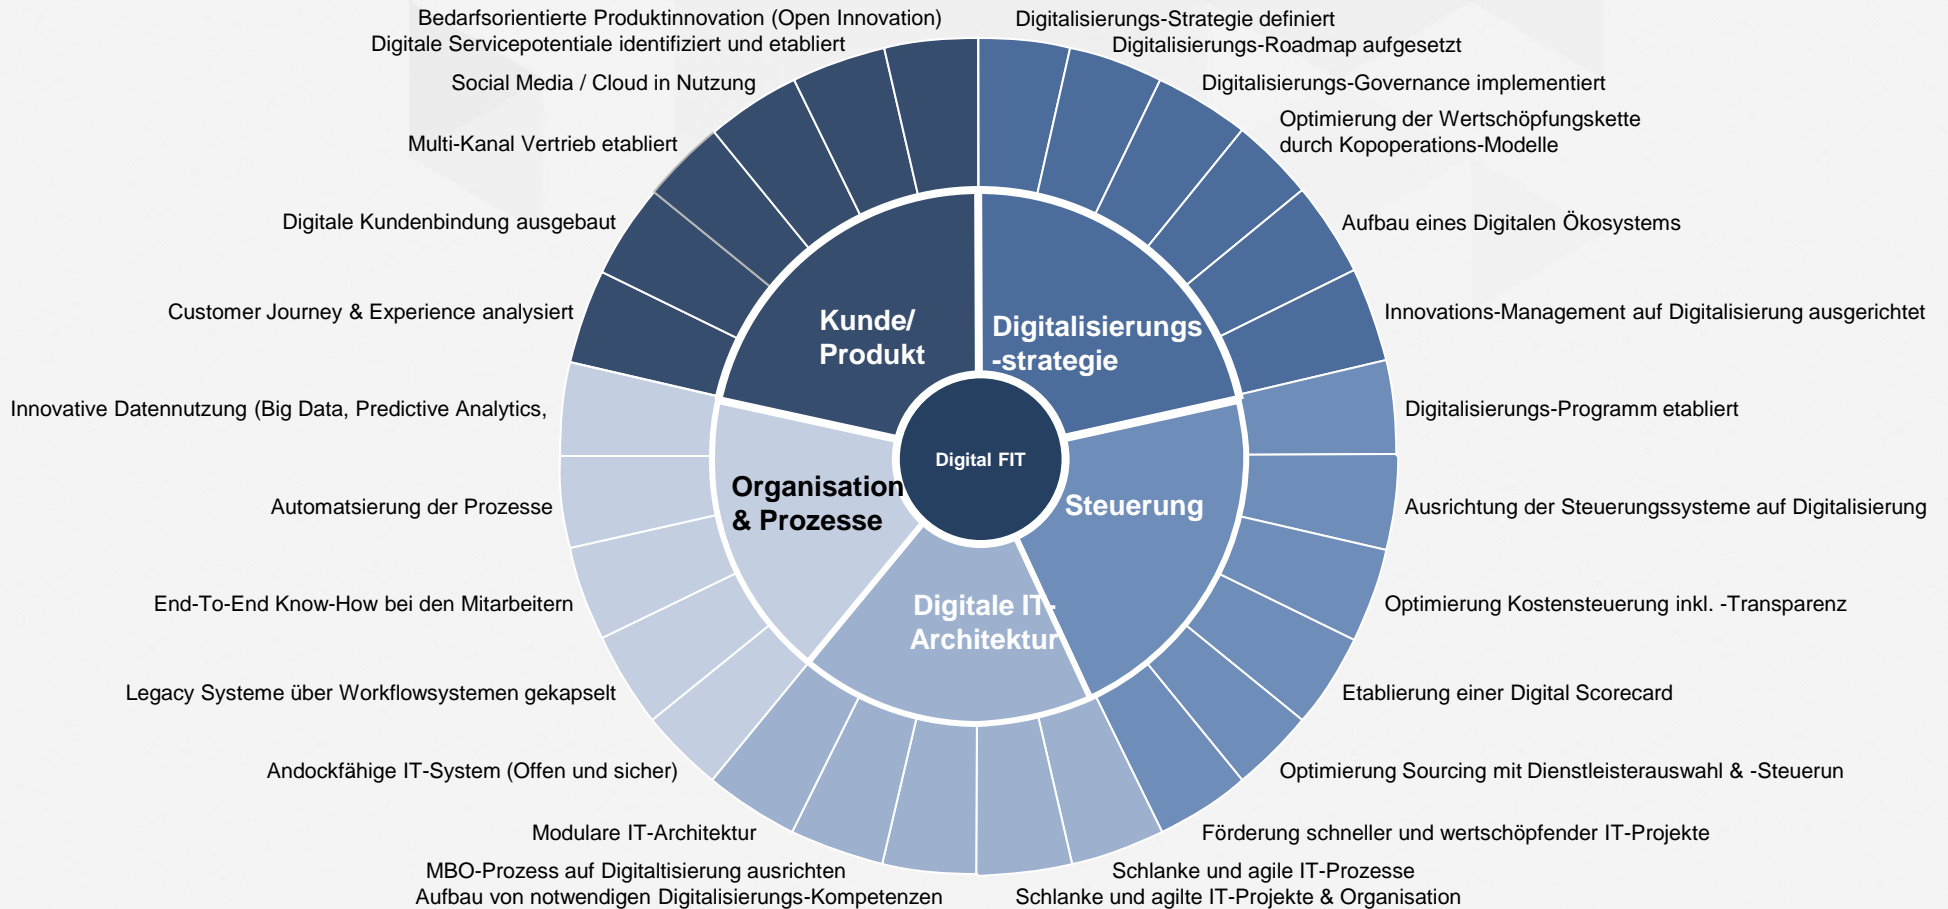 Bedarfsorientierte Produktinnovation (Open Innovation)
Digitale Servicepotentiale identifiziert und etabliert
Social Media / Cloud in Nutzung
Multi-Kanal Vertrieb etabliert
Digitale Kundenbindung ausgebaut
Customer Journey & Experience analysiert
Innovative Datennutzung (Big Data, Predictive Analytics,
Automatsierung der Prozesse
End-To-End Know-How bei den Mitarbeitern
Legacy Systeme über Workflowsystemen gekapselt
Andockfähige IT-System (Offen und sicher)
Modulare IT-Architektur
MBO-Prozess auf Digitaltisierung ausrichten
Aufbau von notwendigen Digitalisierungs-Kompetenzen
Digitalisierungs-Strategie definiert
Digitalisierungs-Roadmap aufgesetzt
Digitalisierungs-Governance implementiert
Optimierung der Wertschöpfungskette
durch Kopoperations-Modelle
Aufbau eines Digitalen Ökosystems
Innovations-Management auf Digitalisierung ausgerichtet
Digitalisierungs-Programm etabliert
Ausrichtung der Steuerungssysteme auf Digitalisierung
Optimierung Kostensteuerung inkl. -Transparenz
Etablierung einer Digital Scorecard
Optimierung Sourcing mit Dienstleisterauswahl & -Steuerun
Förderung schneller und wertschöpfender IT-Projekte
Schlanke und agile IT-Prozesse
Schlanke und agilte IT-Projekte & Organisation
Kunde/
Produkt
Digitalisierungs
-strategie
Organisation
& Prozesse
Digital FIT
Steuerung
Digitale IT-
Architektur